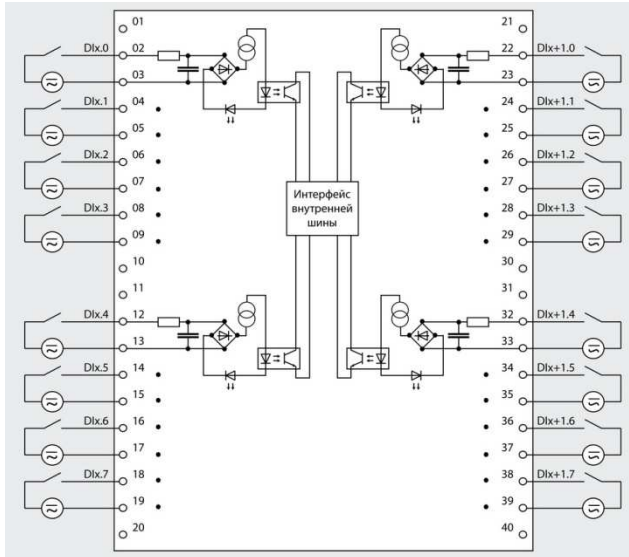 01
DIx.0 02
03
DIx.1 04
05
DIx.2 06
07
DIx.3 08
09
10
11
DIx.4 12
13
DIx.5 14
15
DIx.6 16
17
DIx.7 18
19
20
Интерфейс
внутренней
шины
21
22 DIx+1.0
23
24 DIx+1.1
25
26 DIx+1.2
27
28 DIx+1.3
29
30
31
32 DIx+1.4
33
34 DIx+1.5
35
36 DIx+1.6
37
38 DIx+1.7
39
40